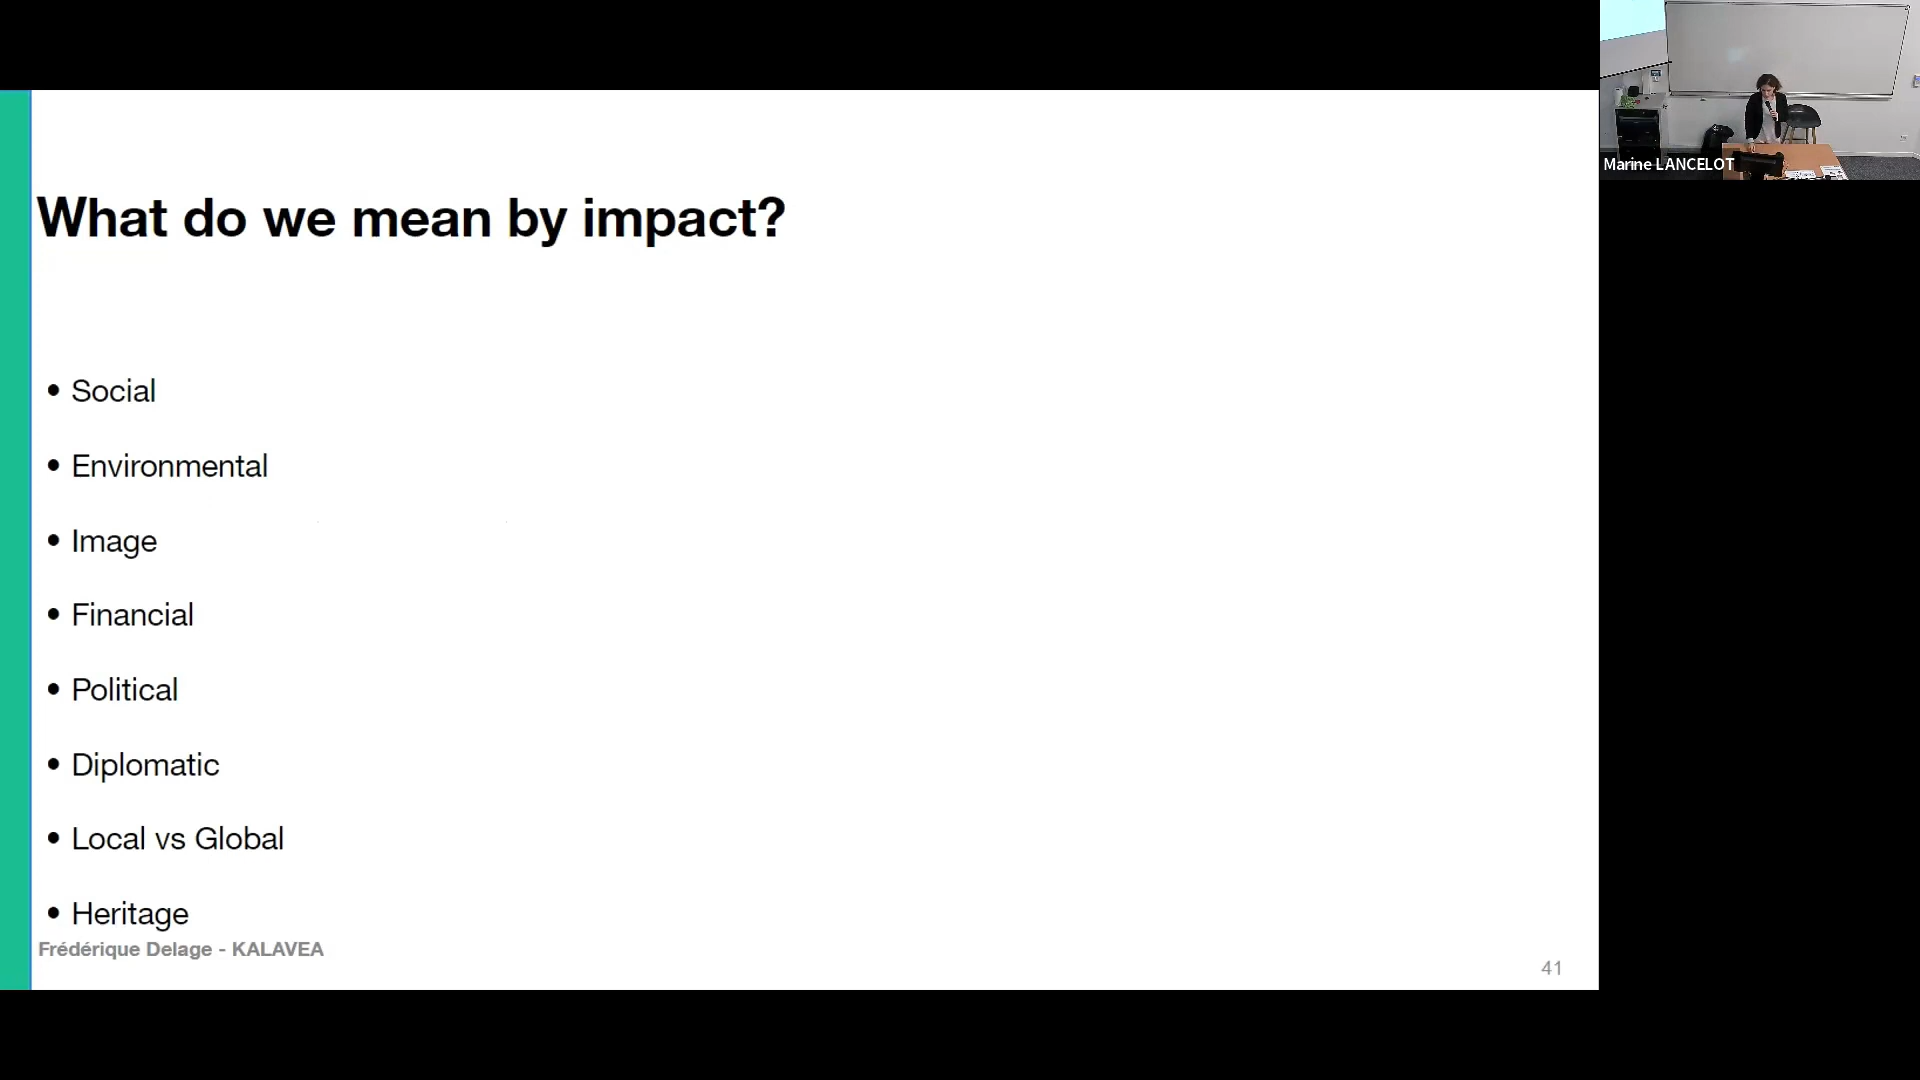 Marine LANCELOT
What do we mean by impact?
• Social
• Environmental
• Image
• Financial
• Political
• Diplomatic
• Local vs Global
• Heritage
Frédérique Delage - KALAVEA
41